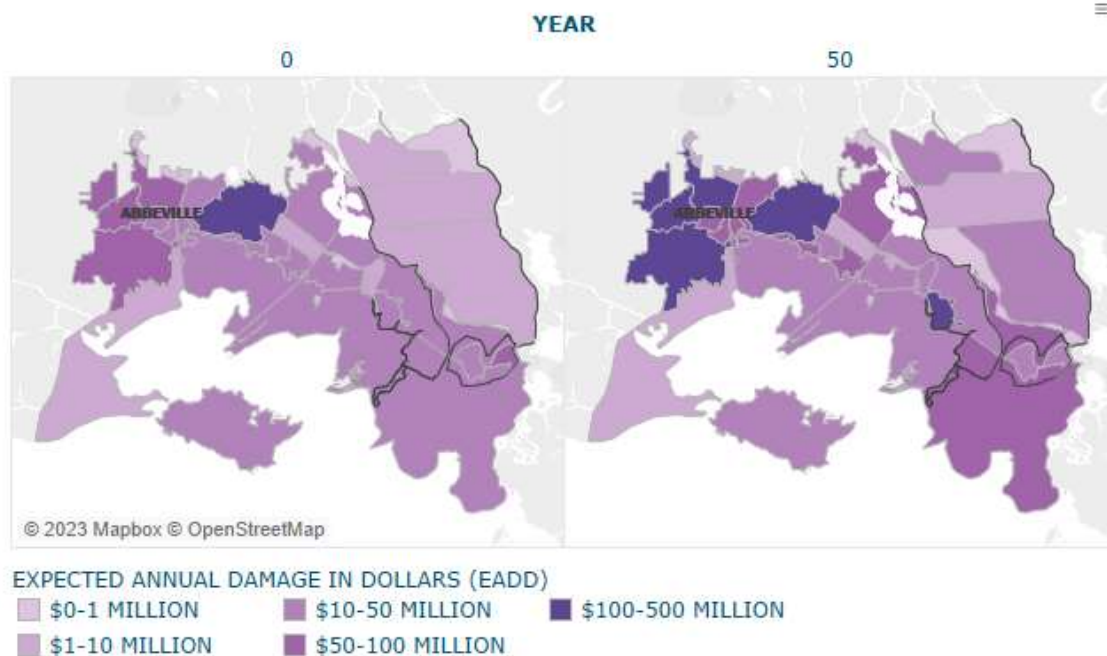 YEAR
0
50
ABBEVILLE
ABBEVILLE
© 2023 Mapbox © OpenStreetMap
EXPECTED ANNUAL DAMAGE IN DOLLARS (EADD)
$0-1 MILLION
$10-50 MILLION
$100-500 MILLION
$1-10 MILLION
$50-100 MILLION